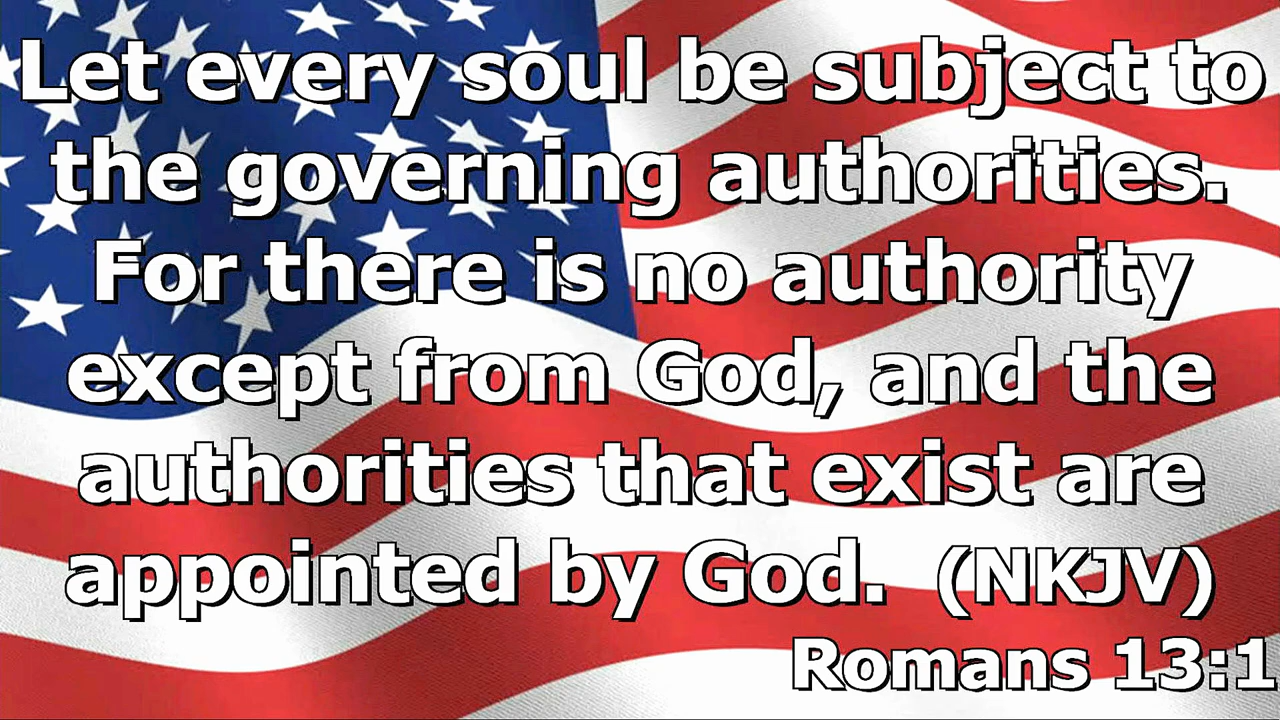 Let every soul be subject to
the governing authorities.
For there is no authority
except from God, and the
authorities that exist are
appointed by God. (NKJV)
Romans 13:1